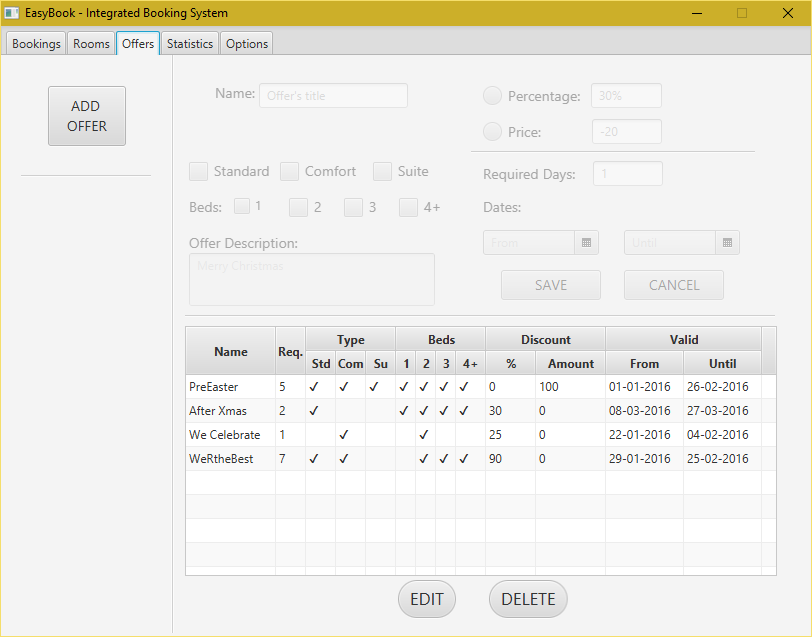 EasyBook - Integrated Booking System
Bookings Rooms Offers Statistics Options
ADD
OFFER
Name: Offer's title
Percentage: 30%
Price: -20
Standard Comfort Suite
Required Days: 1
Beds: 1 2 3 4+
Dates:
Offer Description:
Merry Christmas
From Until
SAVE CANCEL
Name Req. Type Beds Discount Valid
Std Com Su 1 2 3 4+ % Amount From Until
PreEaster 5 ✓ ✓ ✓ ✓ ✓ ✓ ✓ 0 100 01-01-2016 26-02-2016
After Xmas 2 ✓ ✓ ✓ ✓ ✓ 30 0 08-03-2016 27-03-2016
We Celebrate 1 ✓ ✓ 25 0 22-01-2016 04-02-2016
WeRtheBest 7 ✓ ✓ ✓ ✓ ✓ 90 0 29-01-2016 25-02-2016
EDIT DELETE